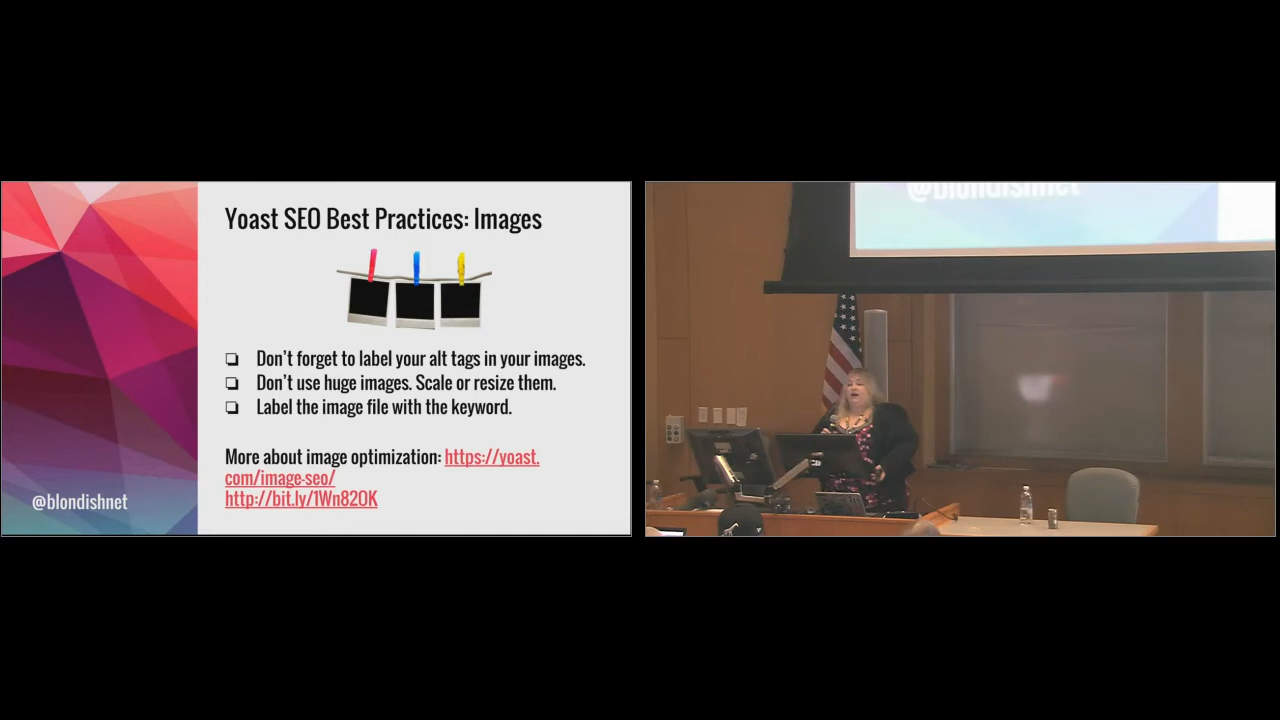 Yoast SEO Best Practices: Images
❏ Don't forget to label your alt tags in your images.
❏ Don't use huge images. Scale or resize them.
❏ Label the image file with the keyword.
More about image optimization: https://yoast.
com/image-seo/
http://bit.ly/1Wn82OK
@blondishnet
@blondishnet